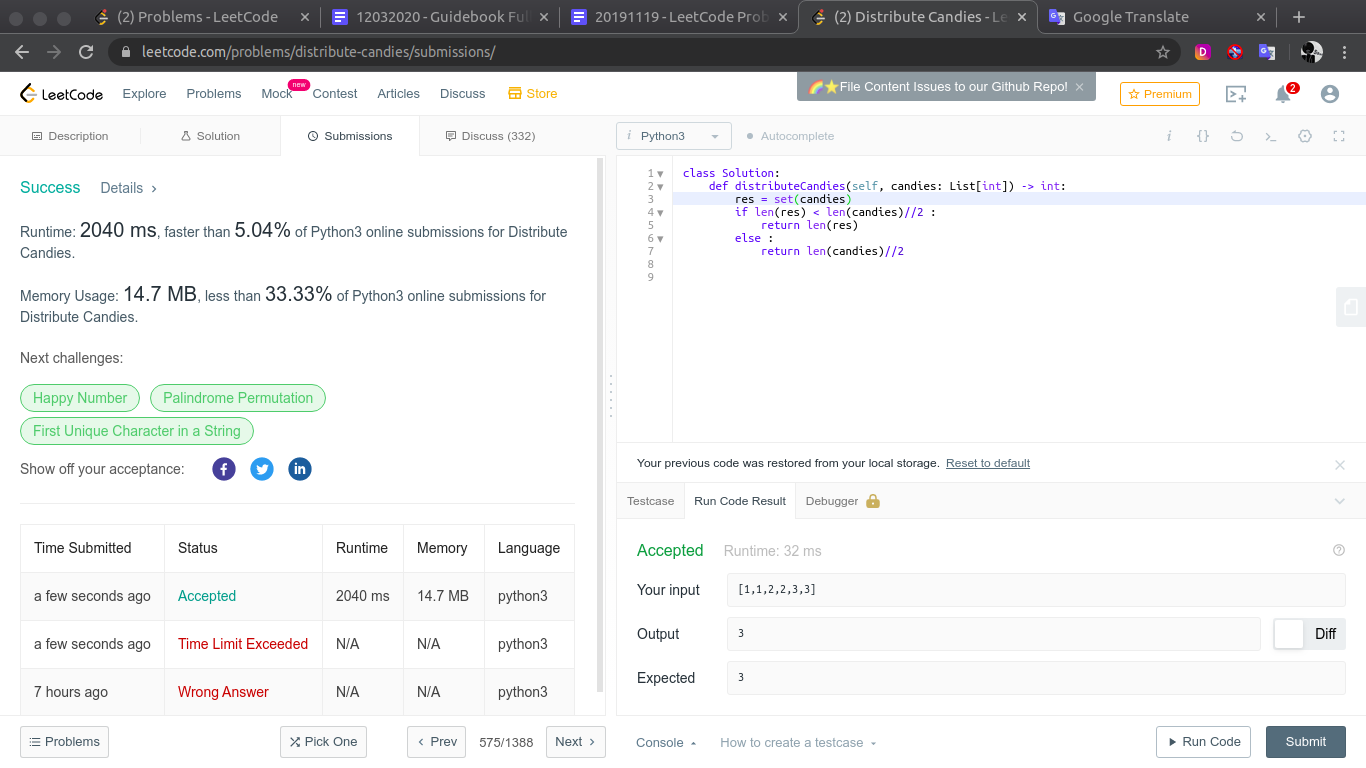 (2) Problems - LeetCode
12032020 - Guidebook Ful
20191119 - LeetCode Prob
(2) Distribute Candies - Le
Google Translate
leetcode.com/problems/distribute-candies/submissions/
LeetCode
Explore
Problems
Mock
new
Contest
Articles
Discuss
Store
🌈⭐File Content Issues to our Github Repo! ×
Premium
2
Description
Solution
Submissions
Discuss (332)
i Python3
Autocomplete
Success
Details
Runtime: 2040 ms, faster than 5.04% of Python3 online submissions for Distribute
Candies.
Memory Usage: 14.7 MB, less than 33.33% of Python3 online submissions for
Distribute Candies.
Next challenges:
Happy Number
Palindrome Permutation
First Unique Character in a String
Show off your acceptance:
Time Submitted Status Runtime Memory Language
a few seconds ago Accepted 2040 ms 14.7 MB python3
a few seconds ago Time Limit Exceeded N/A N/A python3
7 hours ago Wrong Answer N/A N/A python3
Problems
Pick One
Prev
575/1388
Next
1 class Solution:
2 def distributeCandies(self, candies: List[int]) -> int:
3 res = set(candies)
4 if len(res) < len(candies)//2 :
5 return len(res)
6 else :
7 return len(candies)//2
8
9
Your previous code was restored from your local storage. Reset to default
Testcase
Run Code Result
Debugger
Accepted
Runtime: 32 ms
Your input
[1,1,2,2,3,3]
Output
3
Diff
Expected
3
Console
How to create a testcase
Run Code
Submit